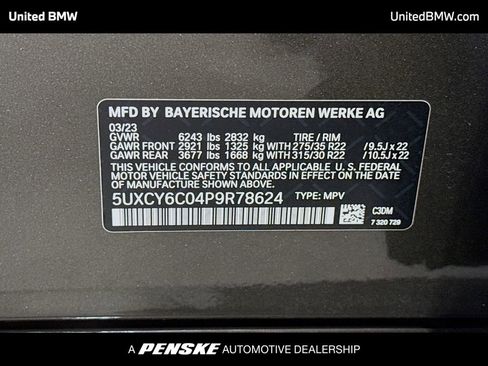 United BMW UnitedBMW.com
MFD BY BAYERISCHE MOTOREN WERKE AG
03/23
GVWR 6243 lbs 2832 kg TIRE / RIM
GAWR FRONT 2921 lbs 1325 kg WITH 275/35 R22 /9.5J x 22
GAWR REAR 3677 lbs 1668 kg WITH 315/30 R22 /10.5J x 22
THIS VEHICLE CONFORMS TO ALL APPLICABLE U. S. FEDERAL
MOTOR VEHICLE SAFETY STANDARDS IN EFFECT ON THE
DATE OF MANUFACTURE SHOWN ABOVE.
5UXCY6C04P9R78624 TYPE: MPV
C3DM
7 320 729
A PENSKE AUTOMOTIVE DEALERSHIP